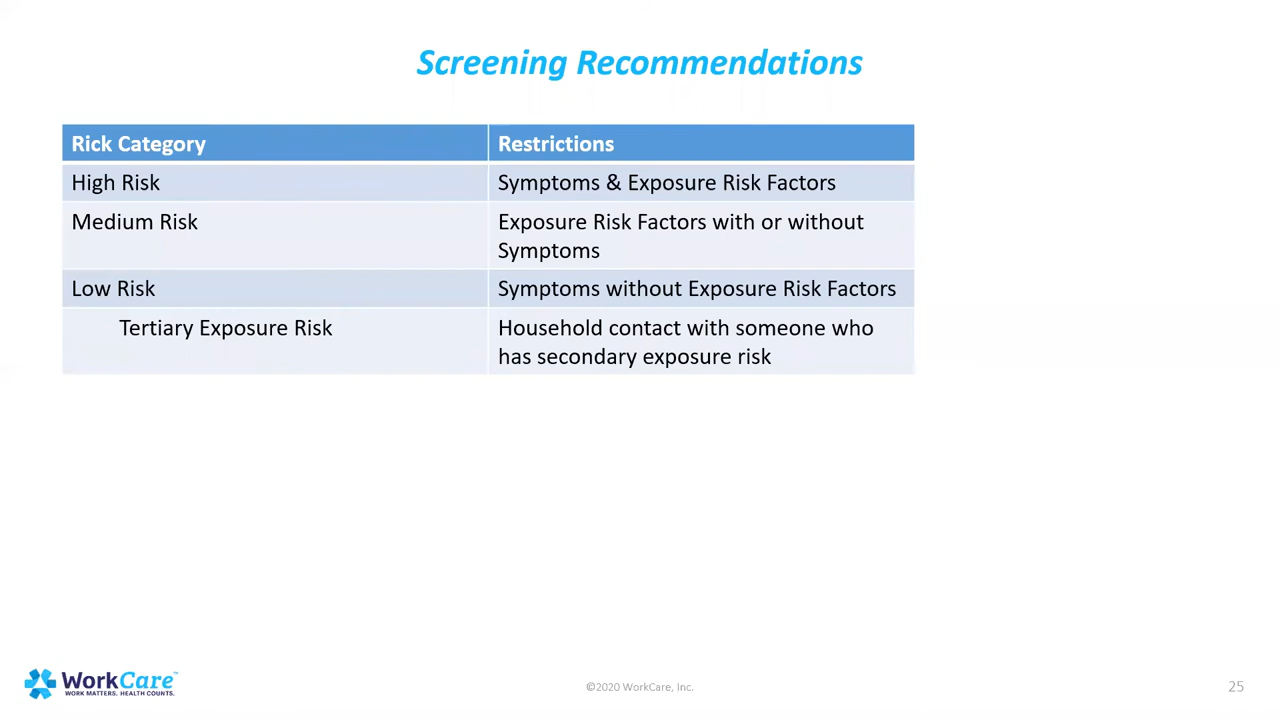 Screening Recommendations
Rick Category
Restrictions
High Risk
Symptoms & Exposure Risk Factors
Medium Risk
Exposure Risk Factors with or without
Symptoms
Low Risk
Symptoms without Exposure Risk Factors
Tertiary Exposure Risk
Household contact with someone who
has secondary exposure risk
WorkCare™
WORK MATTERS. HEALTH COUNTS.
©2020 WorkCare, Inc.
25